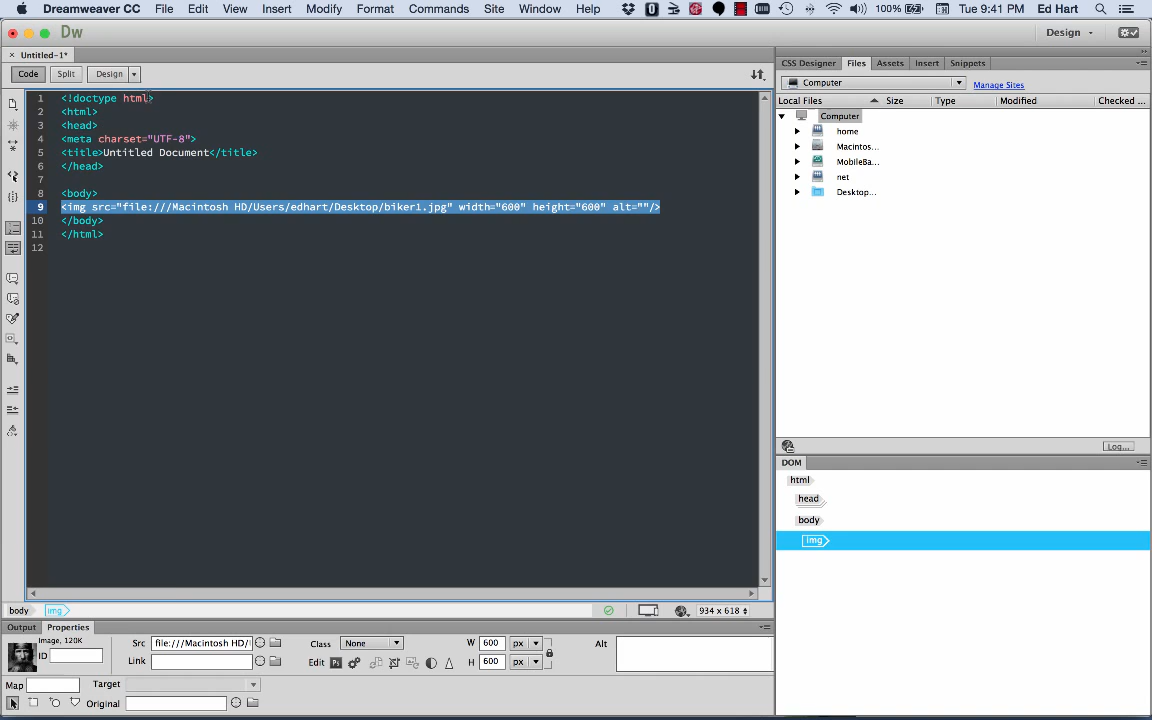 Dreamweaver CC File Edit View Insert Modify Format Commands Site Window Help 100% Tue 9:41 PM Ed Hart
Dw Design
× Untitled-1*
Code Split Design
1 <!doctype html>
2 <html>
3 <head>
4 <meta charset="UTF-8">
5 <title>Untitled Document</title>
6 </head>
7
8 <body>
9 <img src="file:///Macintosh HD/Users/edhart/Desktop/biker1.jpg" width="600" height="600" alt=""/>
10 </body>
11 </html>
12
body img 934 x 618
Output Properties
Image, 120K Src file:///Macintosh HD/ Class None W 600 px Alt
ID Link Edit Ps H 600 px
Map Target
Original
CSS Designer Files Assets Insert Snippets
Computer Manage Sites
Local Files Size Type Modified Checked ...
Computer
home
Macintos...
MobileBa...
net
Desktop...
Log...
DOM
html
head
body
img